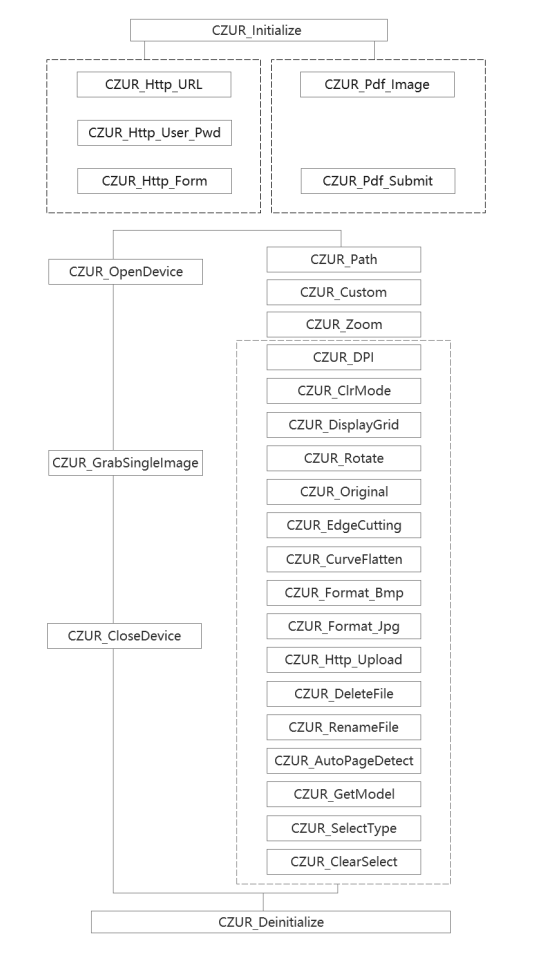 CZUR_Initialize
CZUR_Http_URL
CZUR_Http_User_Pwd
CZUR_Http_Form
CZUR_Pdf_Image
CZUR_Pdf_Submit
CZUR_OpenDevice
CZUR_GrabSingleImage
CZUR_CloseDevice
CZUR_Path
CZUR_Custom
CZUR_Zoom
CZUR_DPI
CZUR_ClrMode
CZUR_DisplayGrid
CZUR_Rotate
CZUR_Original
CZUR_EdgeCutting
CZUR_CurveFlatten
CZUR_Format_Bmp
CZUR_Format_Jpg
CZUR_Http_Upload
CZUR_DeleteFile
CZUR_RenameFile
CZUR_AutoPageDetect
CZUR_GetModel
CZUR_SelectType
CZUR_ClearSelect
CZUR_Deinitialize